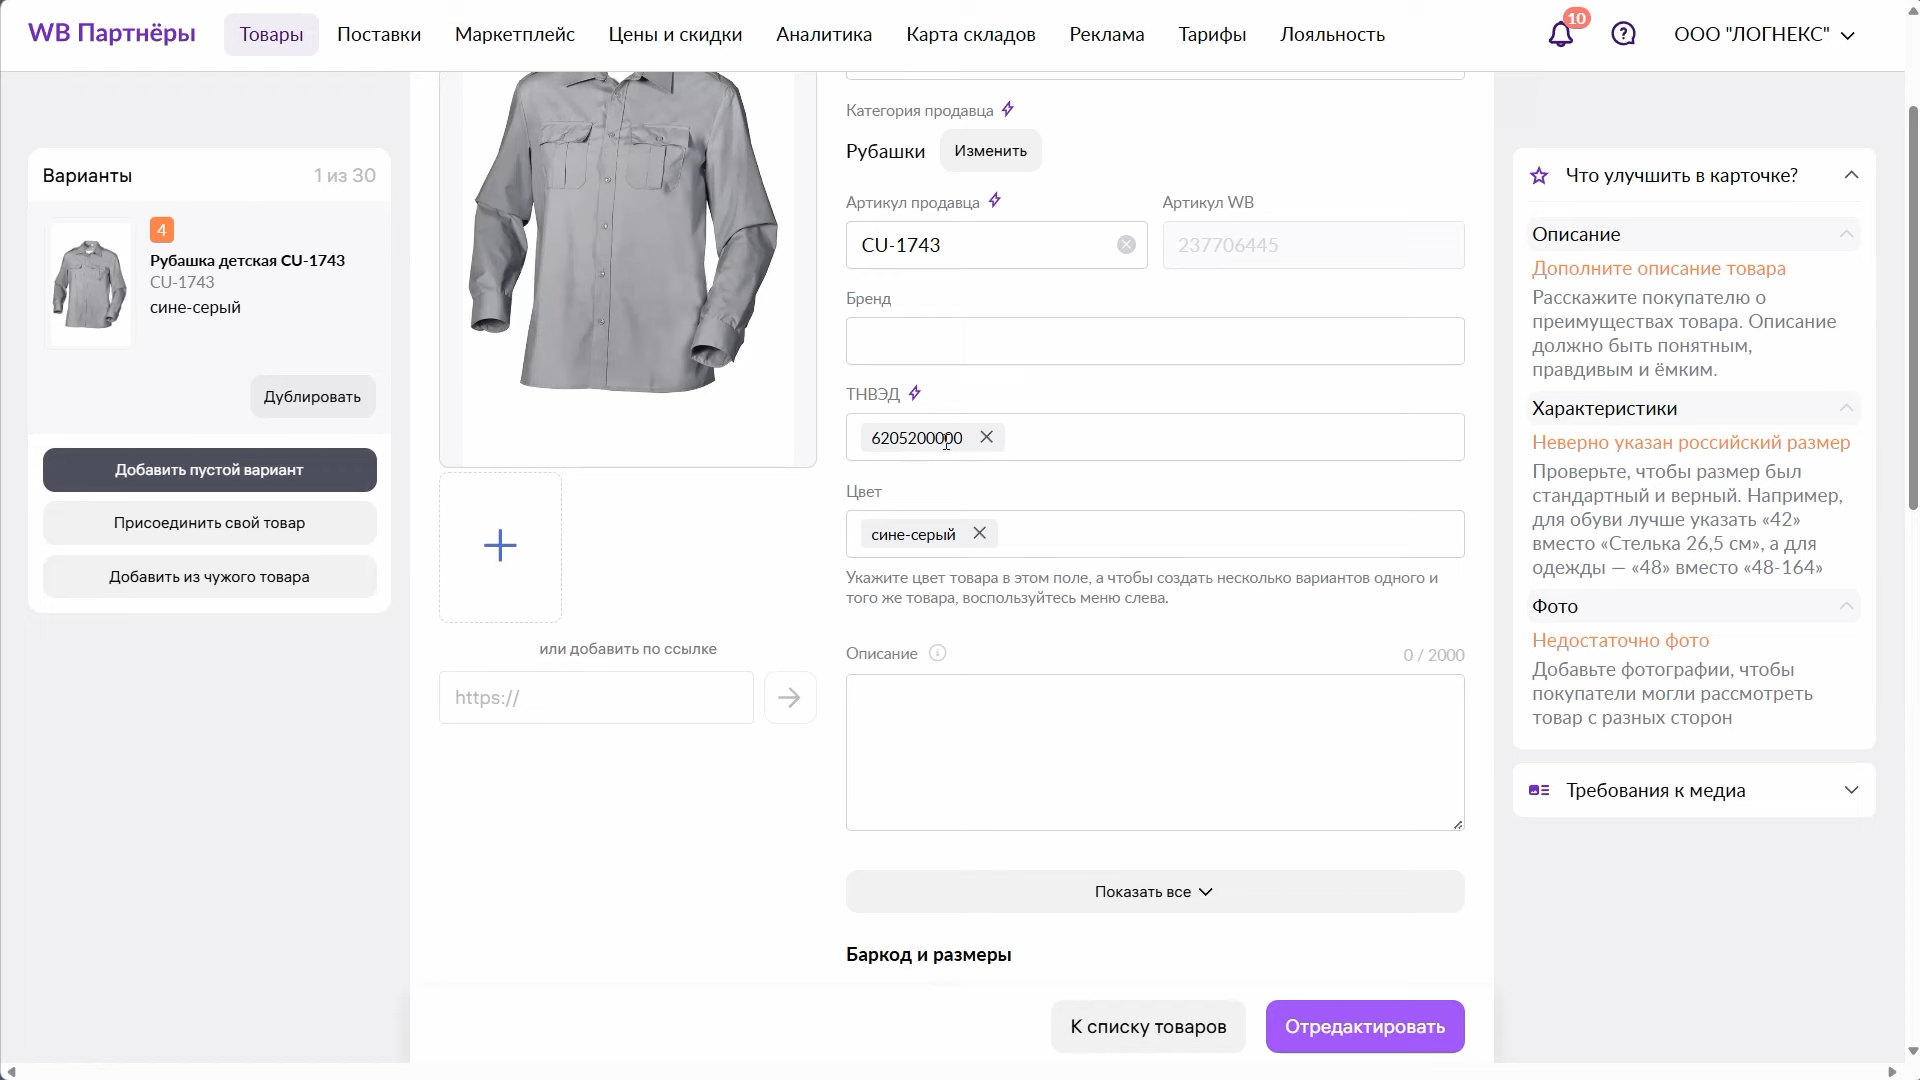 WB Партнёры
Товары
Поставки
Маркетплейс
Цены и скидки
Аналитика
Карта складов
Реклама
Тарифы
Лояльность
10
ООО "ЛОГНЕКС"
Варианты
1 из 30
4
Рубашка детская CU-1743
CU-1743
сине-серый
Дублировать
Добавить пустой вариант
Присоединить свой товар
Добавить из чужого товара
или добавить по ссылке
https://
Категория продавца
Рубашки
Изменить
Артикул продавца
Артикул WB
CU-1743
237706445
Бренд
ТНВЭД
6205200000
Цвет
сине-серый
Укажите цвет товара в этом поле, а чтобы создать несколько вариантов одного и
того же товара, воспользуйтесь меню слева.
Описание
0 / 2000
Показать все
Баркод и размеры
К списку товаров
Отредактировать
Что улучшить в карточке?
Описание
Дополните описание товара
Расскажите покупателю о
преимуществах товара. Описание
должно быть понятным,
правдивым и ёмким.
Характеристики
Неверно указан российский размер
Проверьте, чтобы размер был
стандартный и верный. Например,
для обуви лучше указать «42»
вместо «Стелька 26,5 см», а для
одежды — «48» вместо «48-164»
Фото
Недостаточно фото
Добавьте фотографии, чтобы
покупатели могли рассмотреть
товар с разных сторон
Требования к медиа